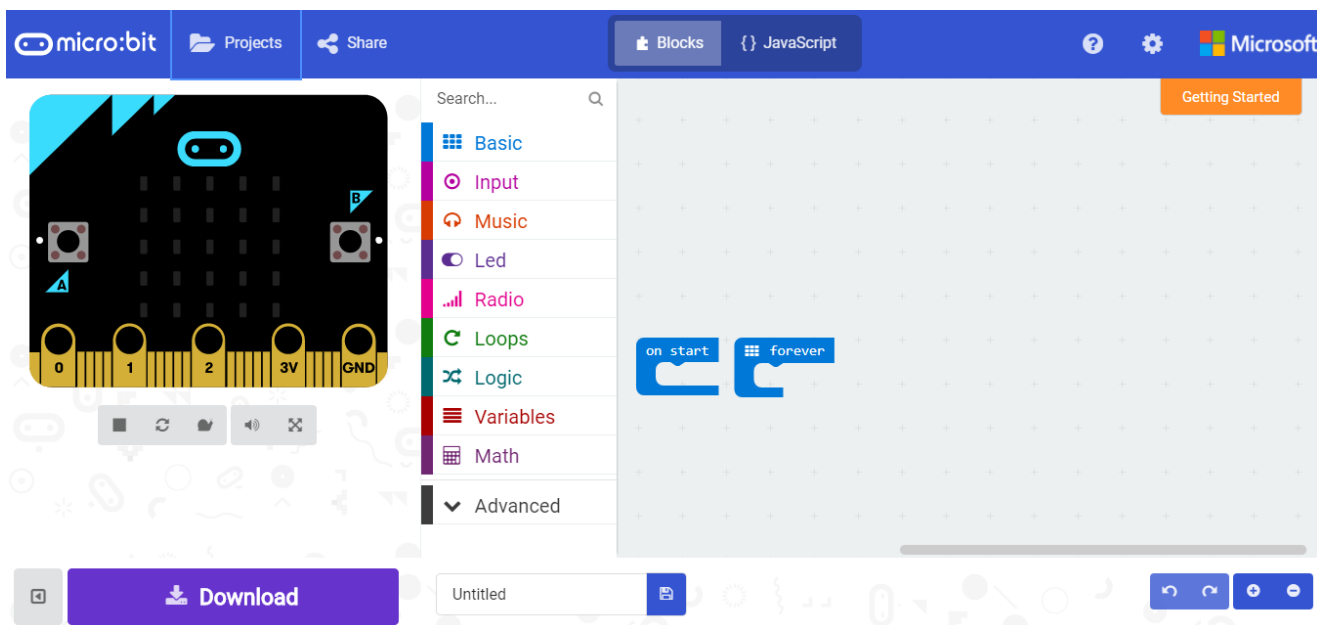 micro:bit
Projects
Share
Blocks
{} JavaScript
?
Microsoft
Getting Started
Search...
Basic
Input
Music
Led
Radio
Loops
Logic
Variables
Math
Advanced
A
B
0
1
2
3V
GND
on start
forever
Download
Untitled